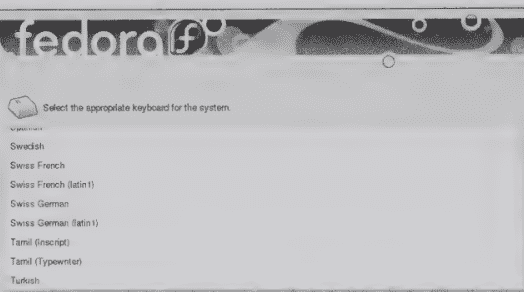 fedora
Select the appropriate keyboard for the system.
Swedish
Swiss French
Swiss French (latin1)
Swiss German
Swiss German (latin1)
Tamil (Inscript)
Tamil (Typewriter)
Turkish